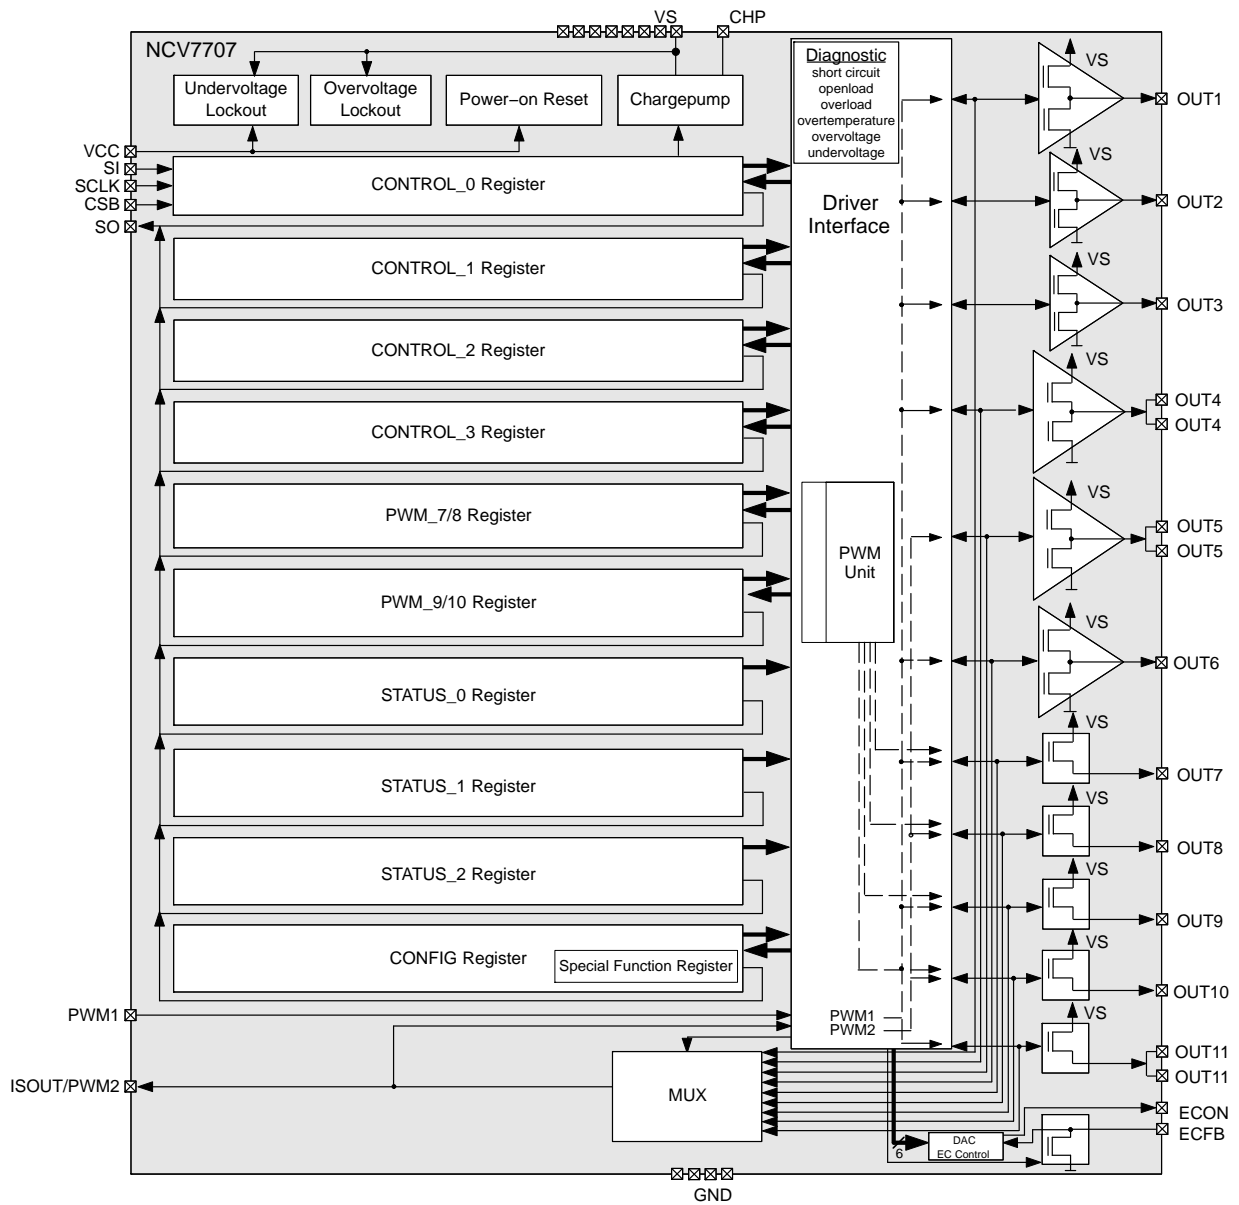 VS
CHP
NCV7707
Undervoltage
Lockout
Overvoltage
Lockout
Power−on Reset
Chargepump
Diagnostic
short circuit
openload
overload
overtemperature
overvoltage
undervoltage
VS
OUT1
VCC
SI
SCLK
CSB
SO
CONTROL_0 Register
Driver
Interface
VS
OUT2
CONTROL_1 Register
VS
OUT3
CONTROL_2 Register
VS
OUT4
OUT4
CONTROL_3 Register
PWM_7/8 Register
VS
OUT5
OUT5
PWM
Unit
PWM_9/10 Register
VS
OUT6
STATUS_0 Register
VS
OUT7
STATUS_1 Register
VS
OUT8
STATUS_2 Register
VS
OUT9
CONFIG Register
Special Function Register
VS
OUT10
PWM1
PWM1
PWM2
VS
OUT11
OUT11
ISOUT/PWM2
MUX
ECON
ECFB
6
DAC
EC Control
GND